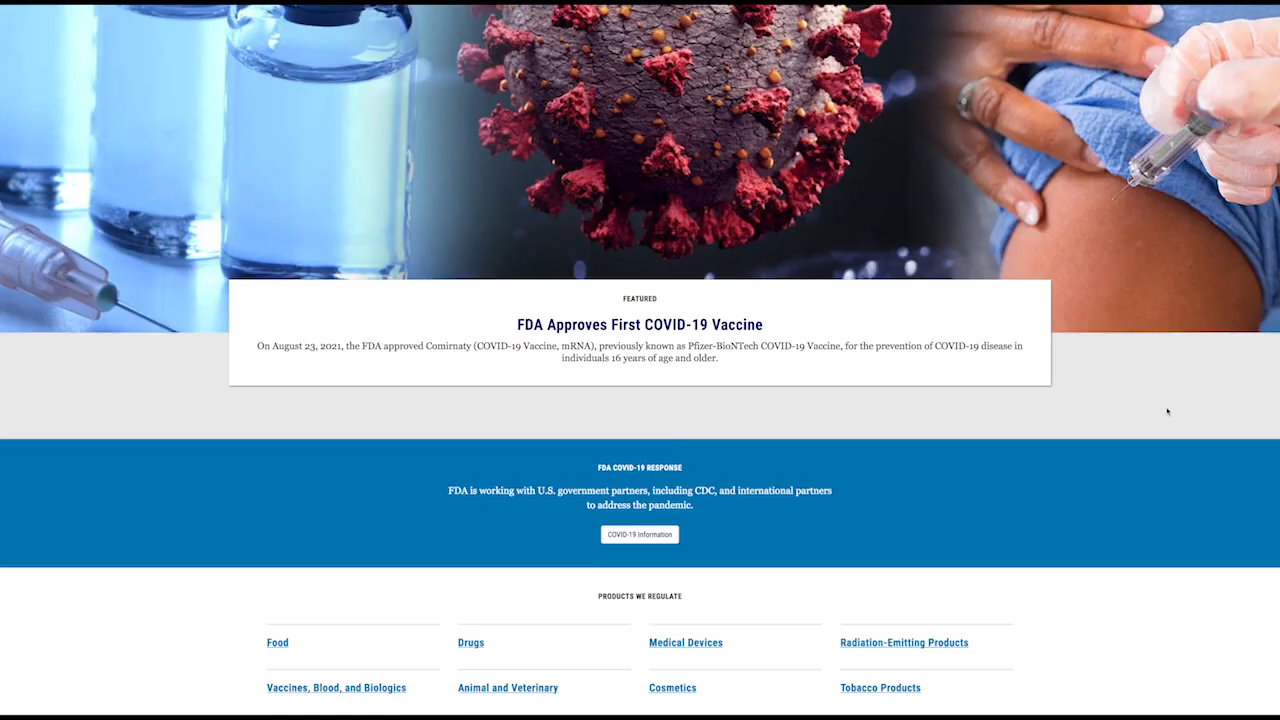 FEATURED
FDA Approves First COVID-19 Vaccine
On August 23, 2021, the FDA approved Comirnaty (COVID-19 Vaccine, mRNA), previously known as Pfizer-BioNTech COVID-19 Vaccine, for the prevention of COVID-19 disease in
individuals 16 years of age and older.
FDA COVID-19 RESPONSE
FDA is working with U.S. government partners, including CDC, and international partners
to address the pandemic.
COVID-19 Information
PRODUCTS WE REGULATE
Food Drugs Medical Devices Radiation-Emitting Products
Vaccines, Blood, and Biologics Animal and Veterinary Cosmetics Tobacco Products